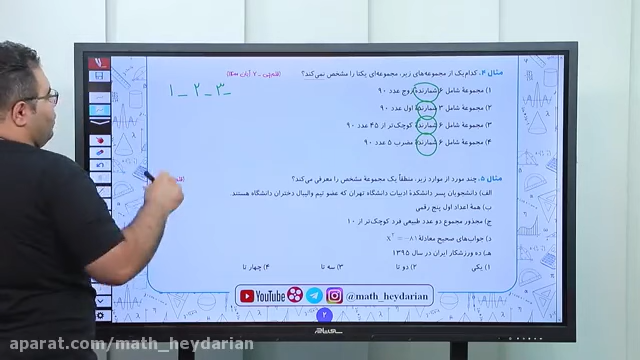 مثال ۴. کدام‌یک از مجموعه‌های زیر، مجموعه‌ای یکتا را مشخص نمی‌کند؟ (قلم‌چی - ۷ آبان
۱ - ۲ - ۳ -
۱) مجموعهٔ شامل ۶ شمارندهٔ زوج عدد ۹۰
۲) مجموعهٔ شامل ۳ شمارندهٔ اول عدد ۹۰
۳) مجموعهٔ شامل ۶ شمارندهٔ کوچک‌تر از ۴۵ عدد ۹۰
۴) مجموعهٔ شامل ۶ شمارندهٔ مضرب ۵ عدد ۹۰
مثال ۵. چند مورد از موارد زیر، منطقاً یک مجموعهٔ مشخص را معرفی می‌کند؟
الف) دانشجویان پسر دانشکدهٔ ادبیات دانشگاه تهران که عضو تیم والیبال دختران دانشگاه هستند
ب) همهٔ اعداد اول پنج رقمی
ج) مجذور مجموع دو عدد طبیعی فرد کوچک‌تر از ۱۰
د) جواب‌های صحیح معادلهٔ x² = -۸۱
هـ) ده ورزشکار ایران در سال ۱۳۹۵
۱) یکی ۲) دو تا ۳) سه تا ۴) چهار تا
YouTube @math_heydarian
۲
aparat.com/math_heydarian